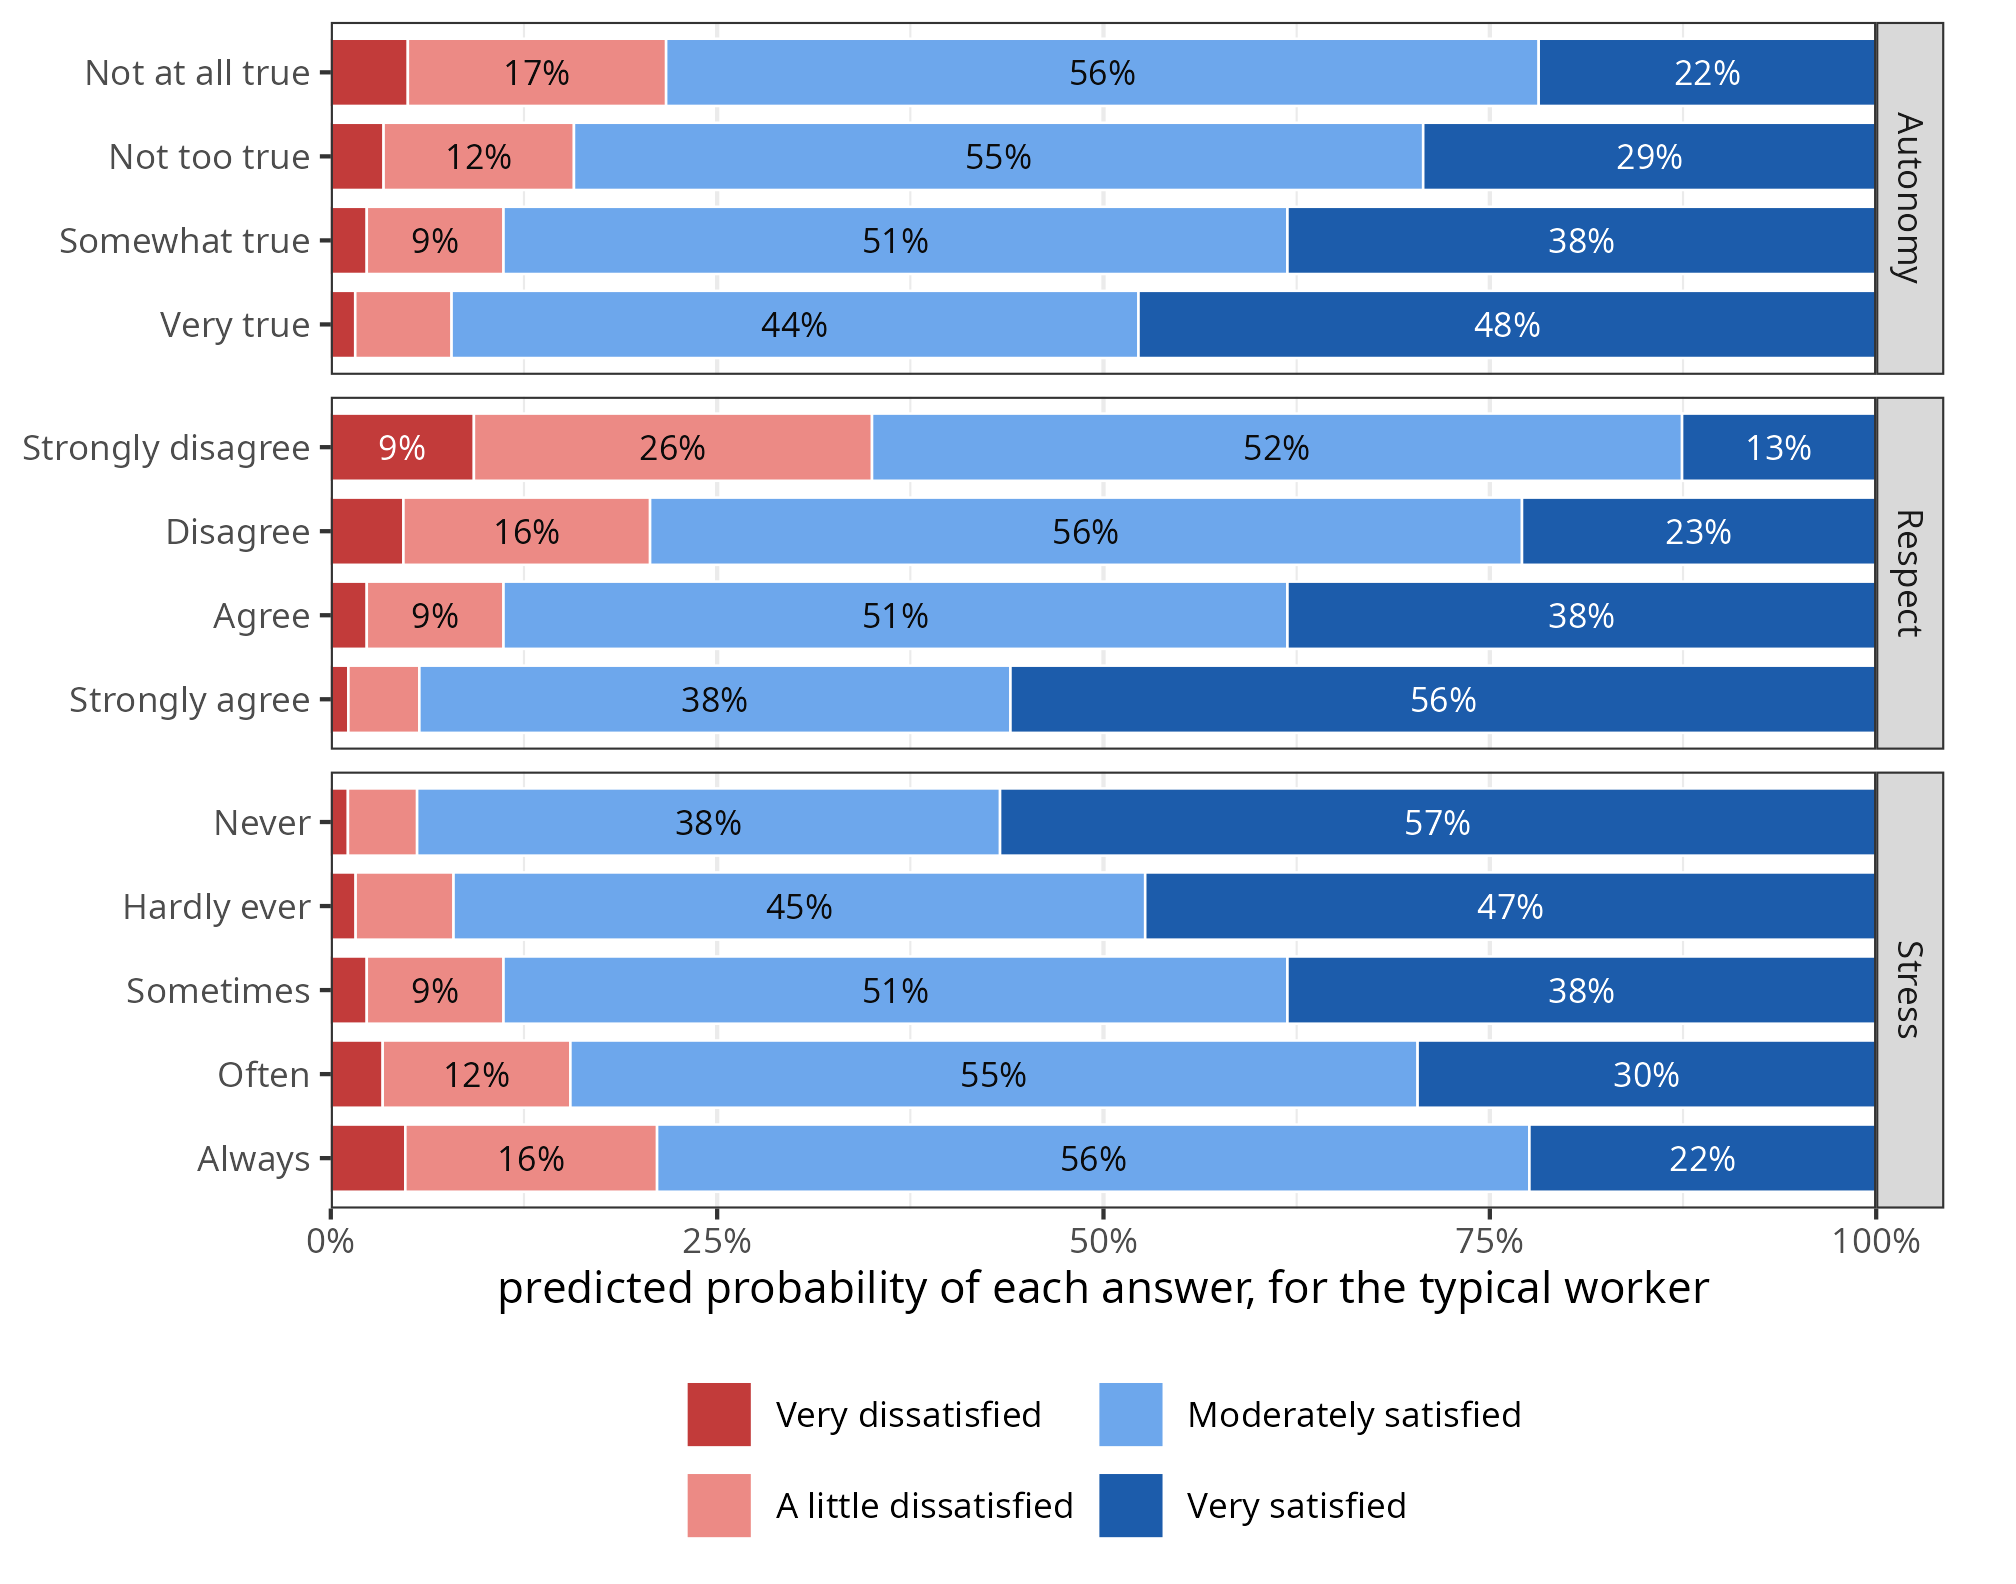 Not at all true 17% 56% 22%
Not too true 12% 55% 29%
Somewhat true 9% 51% 38%
Very true 44% 48%
Autonomy
Strongly disagree 9% 26% 52% 13%
Disagree 16% 56% 23%
Agree 9% 51% 38%
Strongly agree 38% 56%
Respect
Never 38% 57%
Hardly ever 45% 47%
Sometimes 9% 51% 38%
Often 12% 55% 30%
Always 16% 56% 22%
Stress
0% 25% 50% 75% 100%
predicted probability of each answer, for the typical worker
Very dissatisfied Moderately satisfied
A little dissatisfied Very satisfied